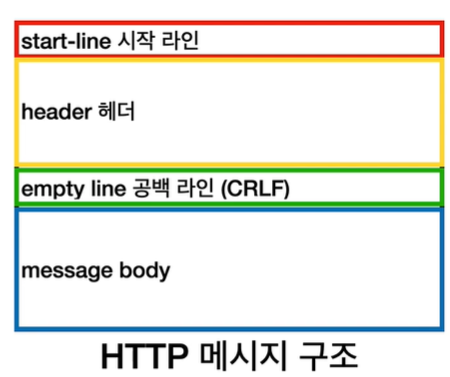 start-line 시작 라인
header 헤더
empty line 공백 라인 (CRLF)
message body
HTTP 메시지 구조